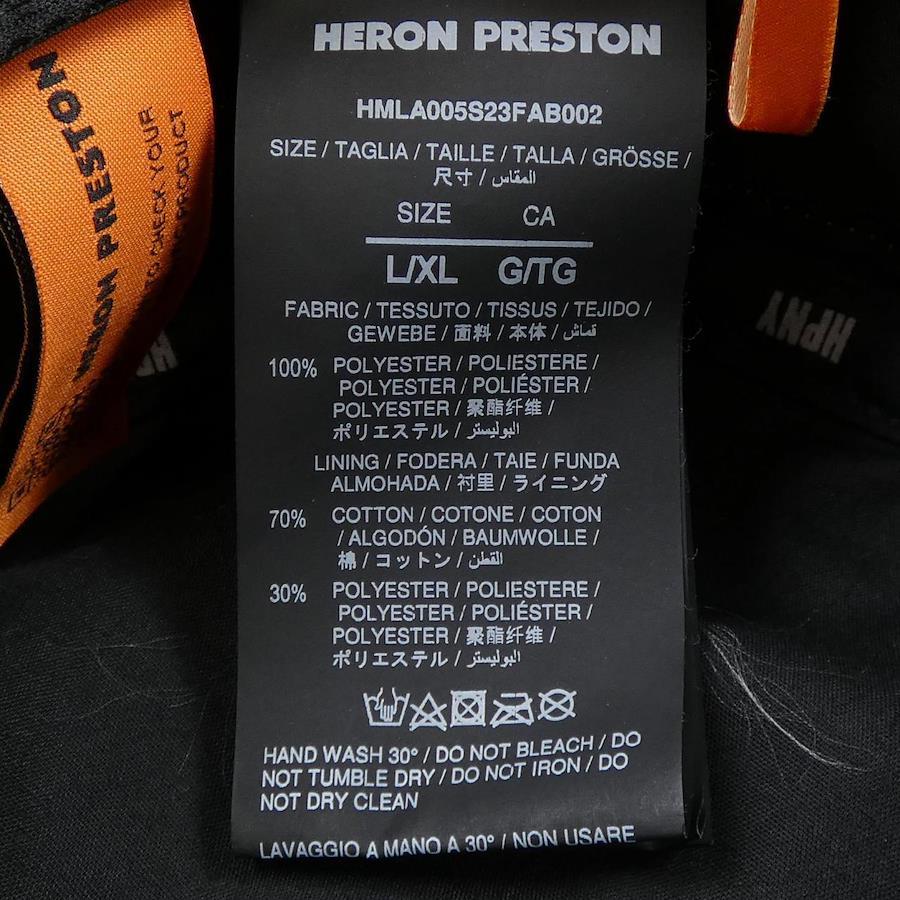 HERON PRESTON
HMLA005S23FAB002
SIZE / TAGLIA / TAILLE / TALLA / GRÖSSE /
尺寸 / المقاس /
SIZE CA
L/XL G/TG
FABRIC / TESSUTO / TISSUS / TEJIDO /
GEWEBE / 面料 / 本体 / قماش /
100% POLYESTER / POLIESTERE /
POLYESTER / POLIÉSTER /
POLYESTER / 聚酯纤维 /
ポリエステル / البوليستر
LINING / FODERA / TAIE / FUNDA
ALMOHADA / 衬里 / ライニング
70% COTTON / COTONE / COTON
/ ALGODÓN / BAUMWOLLE /
棉 / コットン / القطن
30% POLYESTER / POLIESTERE /
POLYESTER / POLIÉSTER /
POLYESTER / 聚酯纤维 /
ポリエステル / البوليستر
HAND WASH 30° / DO NOT BLEACH / DO
NOT TUMBLE DRY / DO NOT IRON / DO
NOT DRY CLEAN
LAVAGGIO A MANO A 30° / NON USARE
HERON PRESTON
TO CHECK YOUR
PRODUCT
HPNY